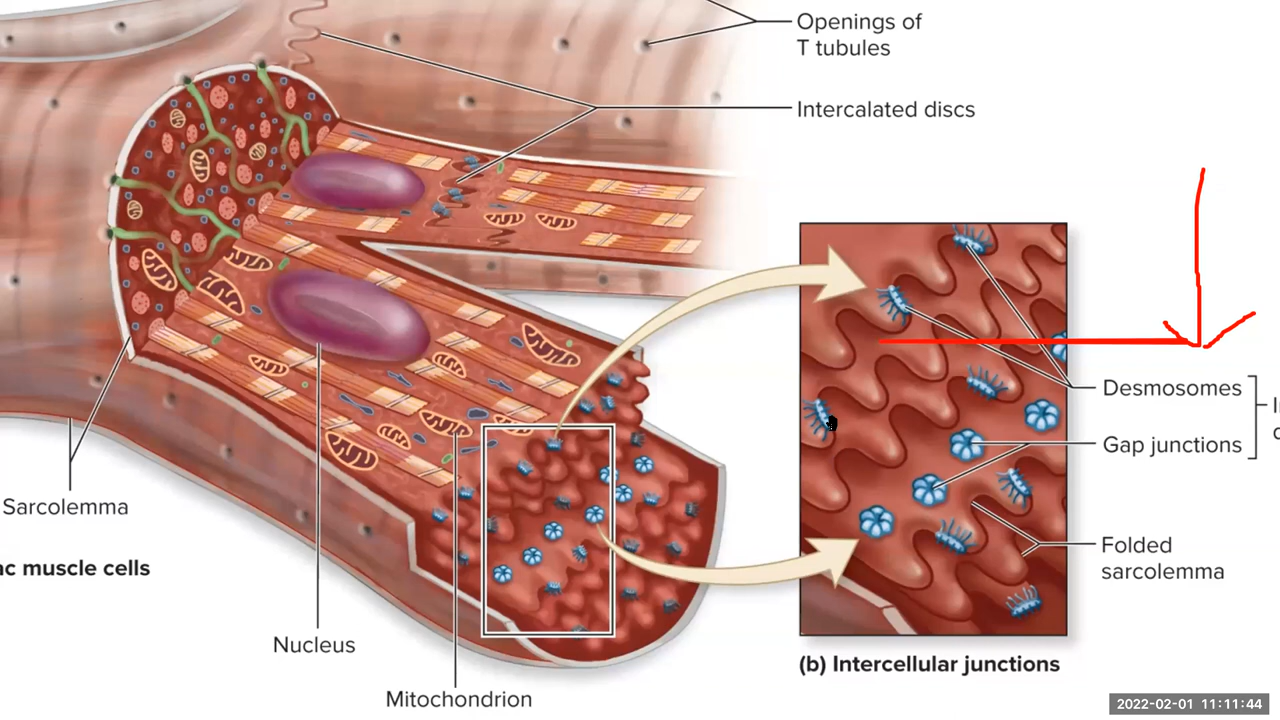 Openings of
T tubules
Intercalated discs
Desmosomes
Gap junctions
Sarcolemma
Folded
sarcolemma
muscle cells
Nucleus
(b) Intercellular junctions
Mitochondrion
2022-02-01 11:11:44